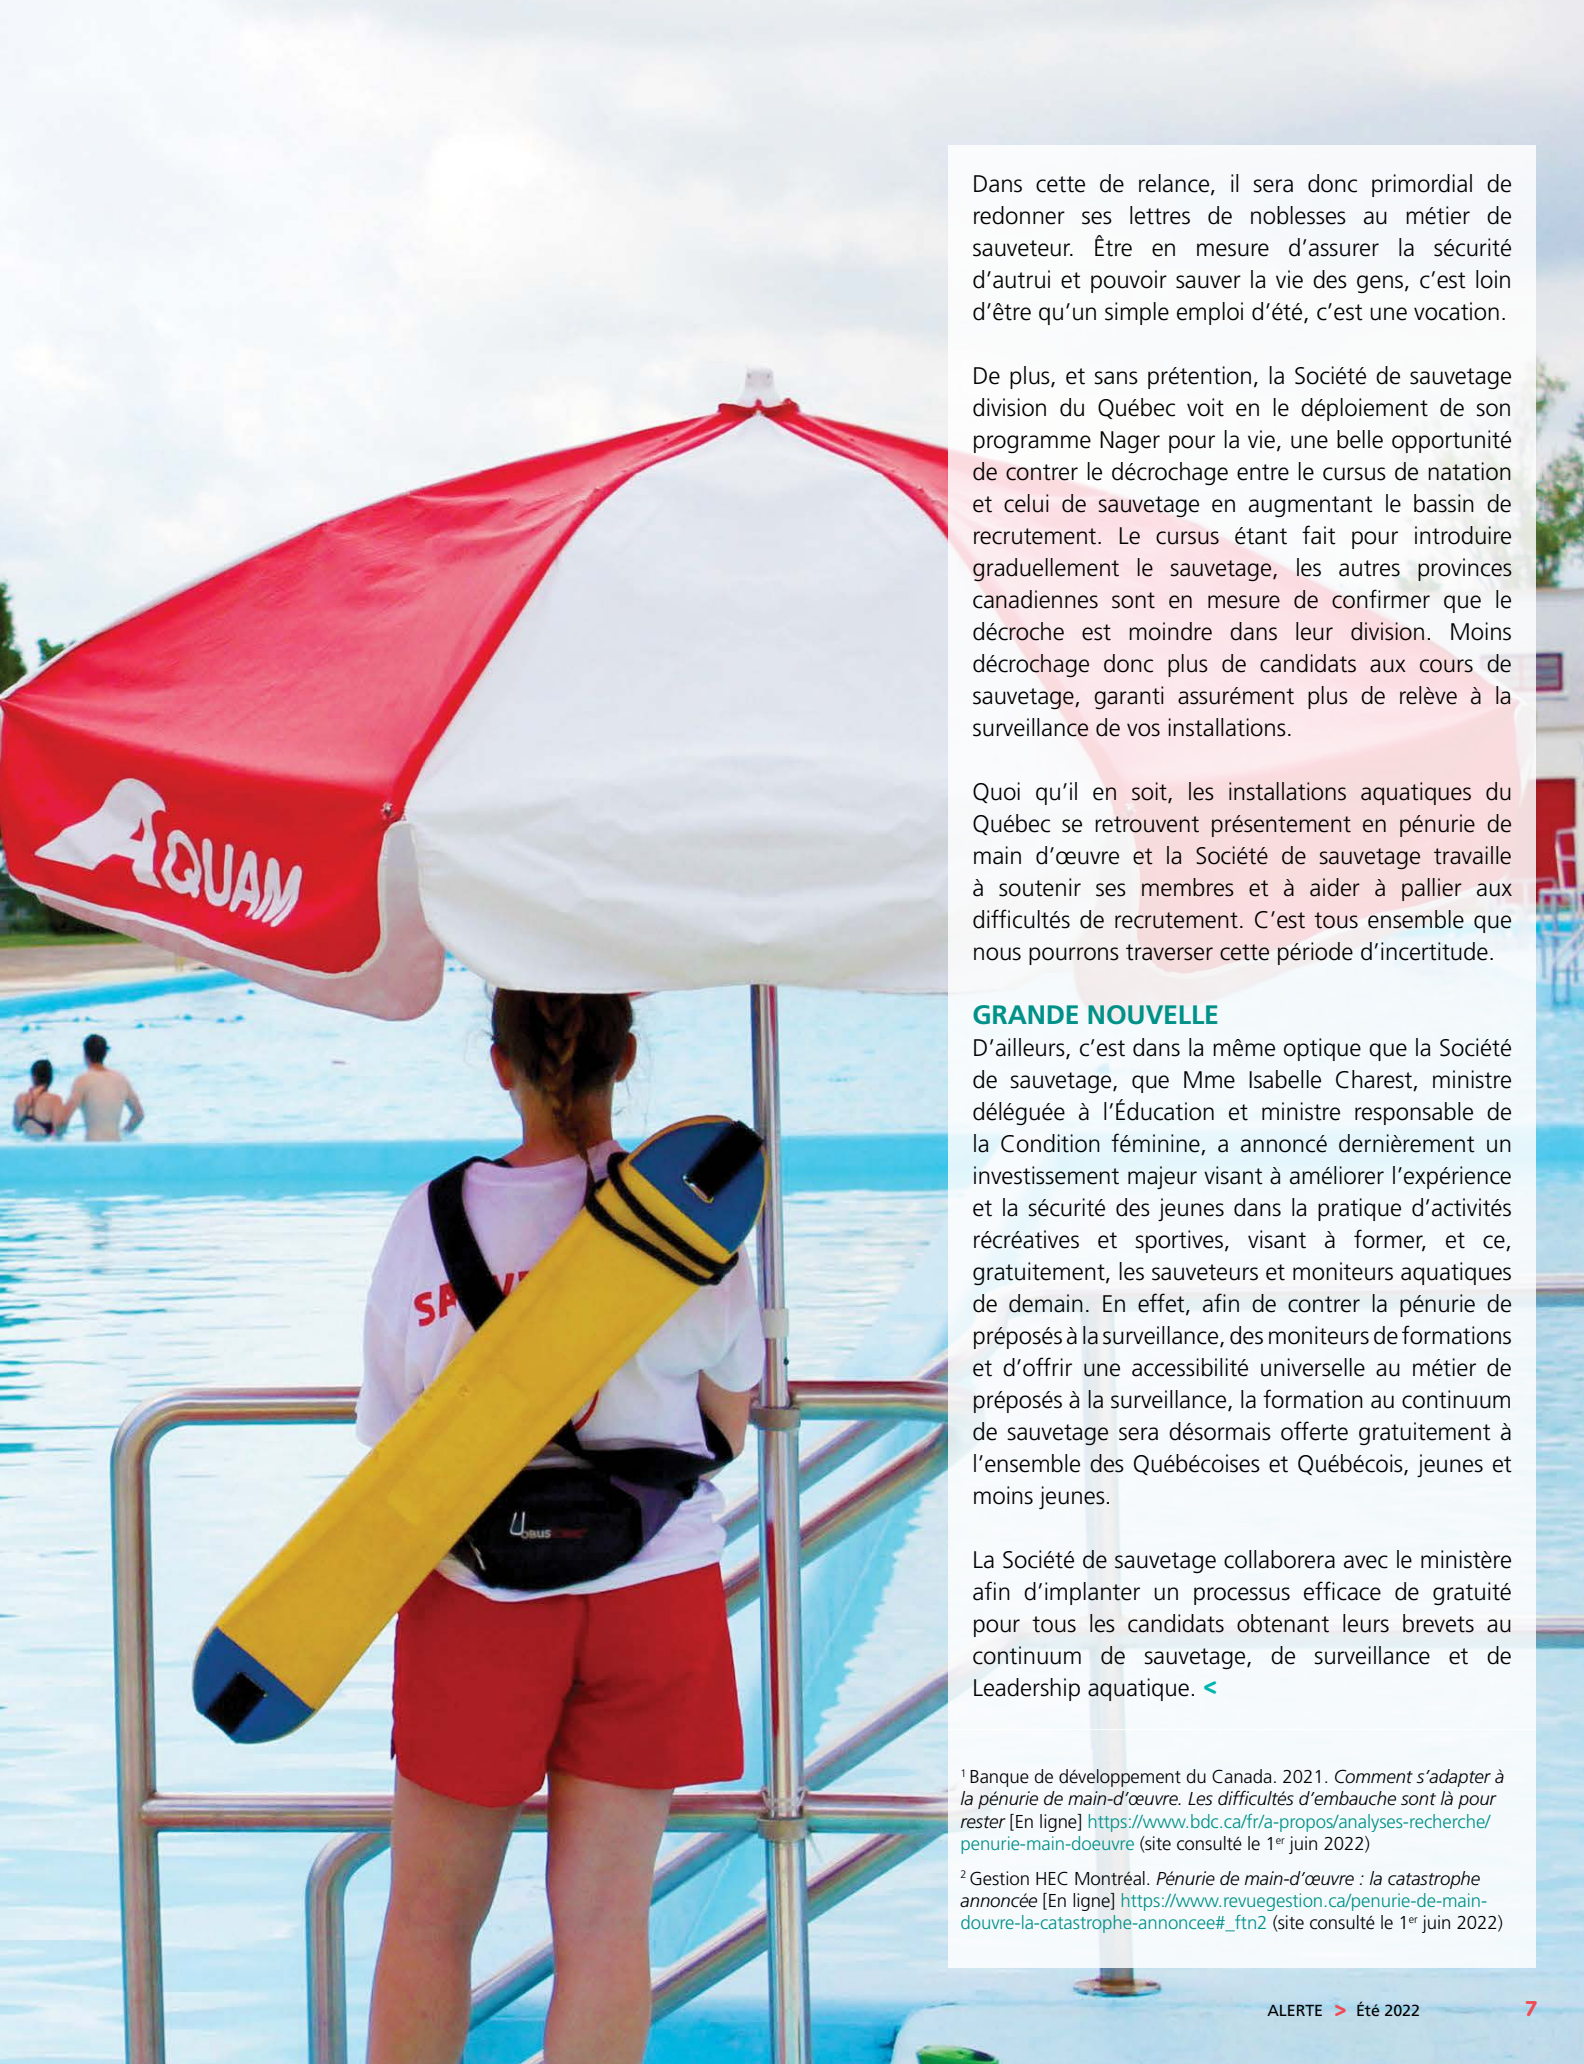 Dans cette de relance, il sera donc primordial de
redonner ses lettres de noblesses au métier de
sauveteur. Être en mesure d'assurer la sécurité
d'autrui et pouvoir sauver la vie des gens, c'est loin
d'être qu'un simple emploi d'été, c'est une vocation.
De plus, et sans prétention, la Société de sauvetage
division du Québec voit en le déploiement de son
programme Nager pour la vie, une belle opportunité
de contrer le décrochage entre le cursus de natation
et celui de sauvetage en augmentant le bassin de
recrutement. Le cursus étant fait pour introduire
graduellement le sauvetage, les autres provinces
canadiennes sont en mesure de confirmer que le
décroche est moindre dans leur division. Moins
décrochage donc plus de candidats aux cours de
sauvetage, garanti assurément plus de relève à la
surveillance de vos installations.
Quoi qu'il en soit, les installations aquatiques du
Québec se retrouvent présentement en pénurie de
main d'œuvre et la Société de sauvetage travaille
à soutenir ses membres et à aider à pallier aux
difficultés de recrutement. C'est tous ensemble que
nous pourrons traverser cette période d'incertitude.
GRANDE NOUVELLE
D'ailleurs, c'est dans la même optique que la Société
de sauvetage, que Mme Isabelle Charest, ministre
déléguée à l'Éducation et ministre responsable de
la Condition féminine, a annoncé dernièrement un
investissement majeur visant à améliorer l'expérience
et la sécurité des jeunes dans la pratique d'activités
récréatives et sportives, visant à former, et ce,
gratuitement, les sauveteurs et moniteurs aquatiques
de demain. En effet, afin de contrer la pénurie de
préposés à la surveillance, des moniteurs de formations
et d'offrir une accessibilité universelle au métier de
préposés à la surveillance, la formation au continuum
de sauvetage sera désormais offerte gratuitement à
l'ensemble des Québécoises et Québécois, jeunes et
moins jeunes.
La Société de sauvetage collaborera avec le ministère
afin d'implanter un processus efficace de gratuité
pour tous les candidats obtenant leurs brevets au
continuum de sauvetage, de surveillance et de
Leadership aquatique. <
1 Banque de développement du Canada. 2021. Comment s'adapter à
la pénurie de main-d'œuvre. Les difficultés d'embauche sont là pour
rester [En ligne] https://www.bdc.ca/fr/a-propos/analyses-recherche/
penurie-main-doeuvre (site consulté le 1er juin 2022)
2 Gestion HEC Montréal. Pénurie de main-d'œuvre : la catastrophe
annoncée [En ligne] https://www.revuegestion.ca/penurie-de-main-
douvre-la-catastrophe-annoncee#_ftn2 (site consulté le 1er juin 2022)
AQUAM
ALERTE > Été 2022 7